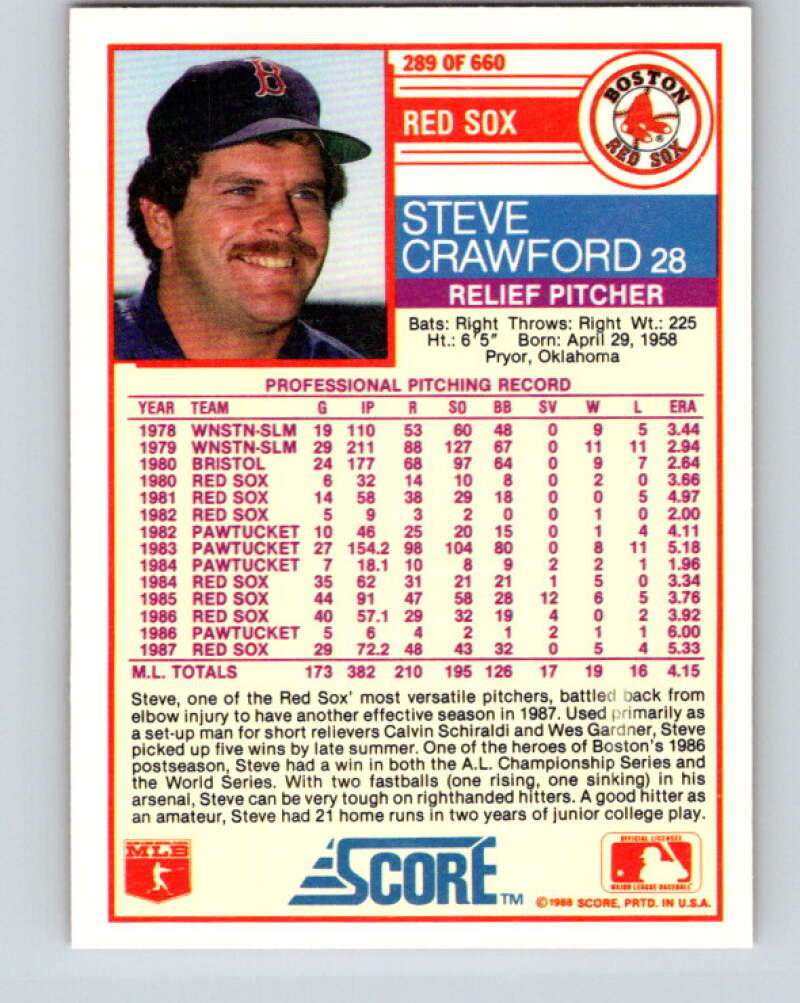 B
289 OF 660
RED SOX
BOSTON
RED SOX
STEVE
CRAWFORD 28
RELIEF PITCHER
Bats: Right Throws: Right Wt.: 225
Ht.: 6'5" Born: April 29, 1958
Pryor, Oklahoma
PROFESSIONAL PITCHING RECORD
YEAR TEAM G IP R SO BB SV W L ERA
1978 WNSTN-SLM 19 110 53 60 48 0 9 5 3.44
1979 WNSTN-SLM 29 211 88 127 67 0 11 11 2.94
1980 BRISTOL 24 177 68 97 64 0 9 7 2.64
1980 RED SOX 6 32 14 10 8 0 2 0 3.66
1981 RED SOX 14 58 38 29 18 0 0 5 4.97
1982 RED SOX 5 9 3 2 0 0 1 0 2.00
1982 PAWTUCKET 10 46 25 20 15 0 1 4 4.11
1983 PAWTUCKET 27 154.2 98 104 80 0 8 11 5.18
1984 PAWTUCKET 7 18.1 10 8 9 2 2 1 1.96
1984 RED SOX 35 62 31 21 21 1 5 0 3.34
1985 RED SOX 44 91 47 58 28 12 6 5 3.76
1986 RED SOX 40 57.1 29 32 19 4 0 2 3.92
1986 PAWTUCKET 5 6 4 2 1 2 1 1 6.00
1987 RED SOX 29 72.2 48 43 32 0 5 4 5.33
M.L. TOTALS 173 382 210 195 126 17 19 16 4.15
Steve, one of the Red Sox' most versatile pitchers, battled back from
elbow injury to have another effective season in 1987. Used primarily as
a set-up man for short relievers Calvin Schiraldi and Wes Gardner, Steve
picked up five wins by late summer. One of the heroes of Boston's 1986
postseason, Steve had a win in both the A.L. Championship Series and
the World Series. With two fastballs (one rising, one sinking) in his
arsenal, Steve can be very tough on righthanded hitters. A good hitter as
an amateur, Steve had 21 home runs in two years of junior college play.
MLB
SCORE™
OFFICIAL LICENSEE
MAJOR LEAGUE BASEBALL
©1988 SCORE, PRTD. IN U.S.A.